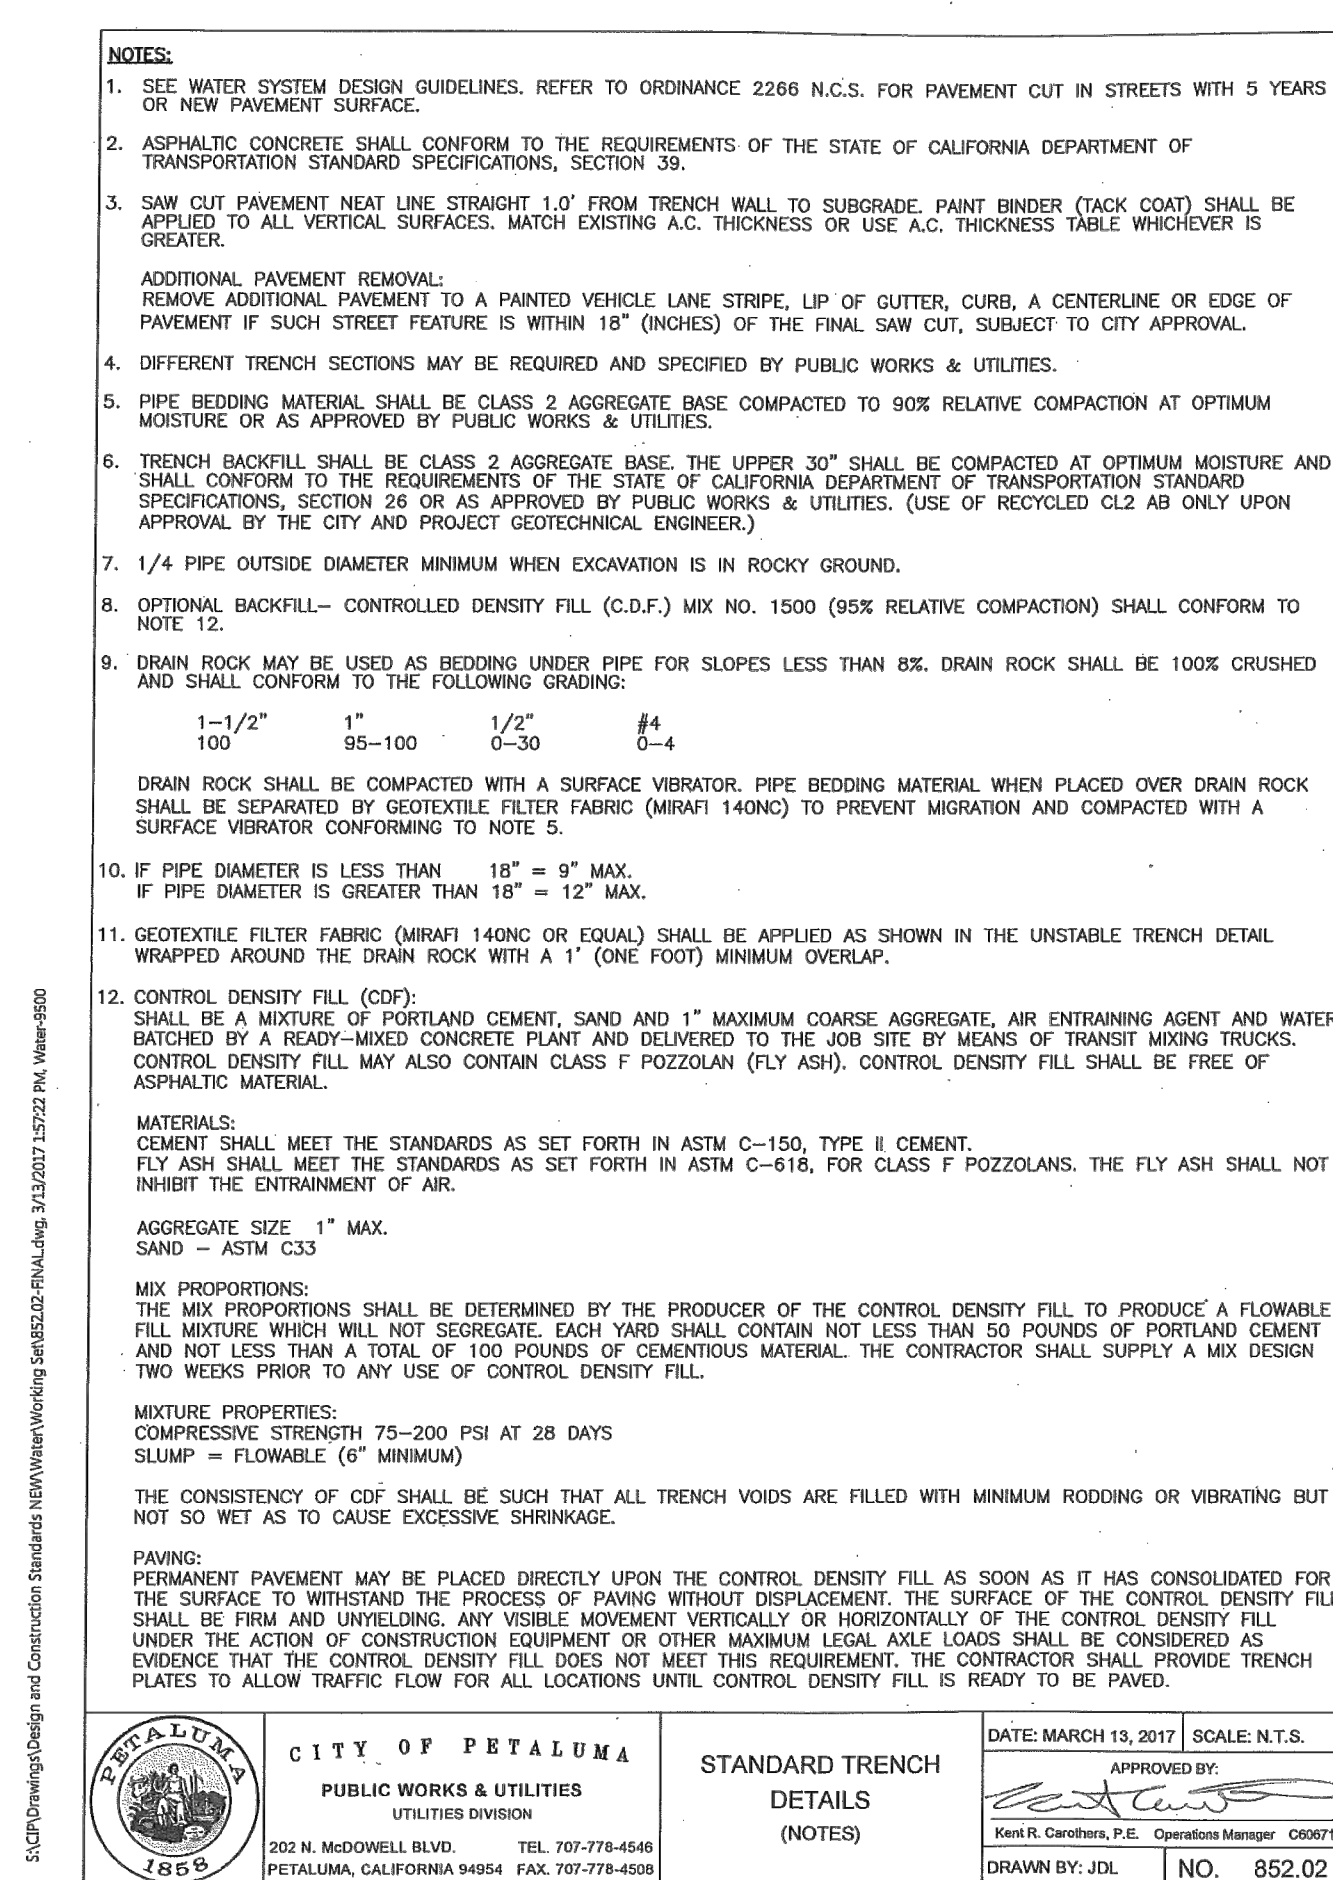 NOTES:
1. SEE WATER SYSTEM DESIGN GUIDELINES. REFER TO ORDINANCE 2266 N.C.S. FOR PAVEMENT CUT IN STREETS WITH 5 YEARS
OR NEW PAVEMENT SURFACE.
2. ASPHALTIC CONCRETE SHALL CONFORM TO THE REQUIREMENTS OF THE STATE OF CALIFORNIA DEPARTMENT OF
TRANSPORTATION STANDARD SPECIFICATIONS, SECTION 39.
3. SAW CUT PAVEMENT NEAT LINE STRAIGHT 1.0' FROM TRENCH WALL TO SUBGRADE. PAINT BINDER (TACK COAT) SHALL BE
APPLIED TO ALL VERTICAL SURFACES. MATCH EXISTING A.C. THICKNESS OR USE A.C. THICKNESS TABLE WHICHEVER IS
GREATER.
ADDITIONAL PAVEMENT REMOVAL:
REMOVE ADDITIONAL PAVEMENT TO A PAINTED VEHICLE LANE STRIPE, LIP OF GUTTER, CURB, A CENTERLINE OR EDGE OF
PAVEMENT IF SUCH STREET FEATURE IS WITHIN 18" (INCHES) OF THE FINAL SAW CUT, SUBJECT TO CITY APPROVAL.
4. DIFFERENT TRENCH SECTIONS MAY BE REQUIRED AND SPECIFIED BY PUBLIC WORKS & UTILITIES.
5. PIPE BEDDING MATERIAL SHALL BE CLASS 2 AGGREGATE BASE COMPACTED TO 90% RELATIVE COMPACTION AT OPTIMUM
MOISTURE OR AS APPROVED BY PUBLIC WORKS & UTILITIES.
6. TRENCH BACKFILL SHALL BE CLASS 2 AGGREGATE BASE. THE UPPER 30" SHALL BE COMPACTED AT OPTIMUM MOISTURE AND
SHALL CONFORM TO THE REQUIREMENTS OF THE STATE OF CALIFORNIA DEPARTMENT OF TRANSPORTATION STANDARD
SPECIFICATIONS, SECTION 26 OR AS APPROVED BY PUBLIC WORKS & UTILITIES. (USE OF RECYCLED CL2 AB ONLY UPON
APPROVAL BY THE CITY AND PROJECT GEOTECHNICAL ENGINEER.)
7. 1/4 PIPE OUTSIDE DIAMETER MINIMUM WHEN EXCAVATION IS IN ROCKY GROUND.
8. OPTIONAL BACKFILL- CONTROLLED DENSITY FILL (C.D.F.) MIX NO. 1500 (95% RELATIVE COMPACTION) SHALL CONFORM TO
NOTE 12.
9. DRAIN ROCK MAY BE USED AS BEDDING UNDER PIPE FOR SLOPES LESS THAN 8%. DRAIN ROCK SHALL BE 100% CRUSHED
AND SHALL CONFORM TO THE FOLLOWING GRADING:
1-1/2" 1" 1/2" #4
100 95-100 0-30 0-4
DRAIN ROCK SHALL BE COMPACTED WITH A SURFACE VIBRATOR. PIPE BEDDING MATERIAL WHEN PLACED OVER DRAIN ROCK
SHALL BE SEPARATED BY GEOTEXTILE FILTER FABRIC (MIRAFI 140NC) TO PREVENT MIGRATION AND COMPACTED WITH A
SURFACE VIBRATOR CONFORMING TO NOTE 5.
10. IF PIPE DIAMETER IS LESS THAN 18" = 9" MAX.
IF PIPE DIAMETER IS GREATER THAN 18" = 12" MAX.
11. GEOTEXTILE FILTER FABRIC (MIRAFI 140NC OR EQUAL) SHALL BE APPLIED AS SHOWN IN THE UNSTABLE TRENCH DETAIL
WRAPPED AROUND THE DRAIN ROCK WITH A 1' (ONE FOOT) MINIMUM OVERLAP.
12. CONTROL DENSITY FILL (CDF):
SHALL BE A MIXTURE OF PORTLAND CEMENT, SAND AND 1" MAXIMUM COARSE AGGREGATE, AIR ENTRAINING AGENT AND WATER
BATCHED BY A READY-MIXED CONCRETE PLANT AND DELIVERED TO THE JOB SITE BY MEANS OF TRANSIT MIXING TRUCKS.
CONTROL DENSITY FILL MAY ALSO CONTAIN CLASS F POZZOLAN (FLY ASH). CONTROL DENSITY FILL SHALL BE FREE OF
ASPHALTIC MATERIAL.
MATERIALS:
CEMENT SHALL MEET THE STANDARDS AS SET FORTH IN ASTM C-150, TYPE II CEMENT.
FLY ASH SHALL MEET THE STANDARDS AS SET FORTH IN ASTM C-618, FOR CLASS F POZZOLANS. THE FLY ASH SHALL NOT
INHIBIT THE ENTRAINMENT OF AIR.
AGGREGATE SIZE 1" MAX.
SAND - ASTM C33
MIX PROPORTIONS:
THE MIX PROPORTIONS SHALL BE DETERMINED BY THE PRODUCER OF THE CONTROL DENSITY FILL TO PRODUCE A FLOWABLE
FILL MIXTURE WHICH WILL NOT SEGREGATE. EACH YARD SHALL CONTAIN NOT LESS THAN 50 POUNDS OF PORTLAND CEMENT
AND NOT LESS THAN A TOTAL OF 100 POUNDS OF CEMENTIOUS MATERIAL. THE CONTRACTOR SHALL SUPPLY A MIX DESIGN
TWO WEEKS PRIOR TO ANY USE OF CONTROL DENSITY FILL.
MIXTURE PROPERTIES:
COMPRESSIVE STRENGTH 75-200 PSI AT 28 DAYS
SLUMP = FLOWABLE (6" MINIMUM)
THE CONSISTENCY OF CDF SHALL BE SUCH THAT ALL TRENCH VOIDS ARE FILLED WITH MINIMUM RODDING OR VIBRATING BUT
NOT SO WET AS TO CAUSE EXCESSIVE SHRINKAGE.
PAVING:
PERMANENT PAVEMENT MAY BE PLACED DIRECTLY UPON THE CONTROL DENSITY FILL AS SOON AS IT HAS CONSOLIDATED FOR
THE SURFACE TO WITHSTAND THE PROCESS OF PAVING WITHOUT DISPLACEMENT. THE SURFACE OF THE CONTROL DENSITY FILL
SHALL BE FIRM AND UNYIELDING. ANY VISIBLE MOVEMENT VERTICALLY OR HORIZONTALLY OF THE CONTROL DENSITY FILL
UNDER THE ACTION OF CONSTRUCTION EQUIPMENT OR OTHER MAXIMUM LEGAL AXLE LOADS SHALL BE CONSIDERED AS
EVIDENCE THAT THE CONTROL DENSITY FILL DOES NOT MEET THIS REQUIREMENT. THE CONTRACTOR SHALL PROVIDE TRENCH
PLATES TO ALLOW TRAFFIC FLOW FOR ALL LOCATIONS UNTIL CONTROL DENSITY FILL IS READY TO BE PAVED.
S:\CIP\Drawings\Design and Construction Standards NEW\Water\Working Set\852.02-FINAL.dwg, 3/13/2017 1:57:22 PM, Water-9500
PETALUMA
1858
CITY OF PETALUMA
PUBLIC WORKS & UTILITIES
UTILITIES DIVISION
202 N. McDOWELL BLVD. TEL. 707-778-4546
PETALUMA, CALIFORNIA 94954 FAX. 707-778-4508
STANDARD TRENCH
DETAILS
(NOTES)
DATE: MARCH 13, 2017 SCALE: N.T.S.
APPROVED BY:
Kent R. Carothers, P.E. Operations Manager C60671
DRAWN BY: JDL NO. 852.02